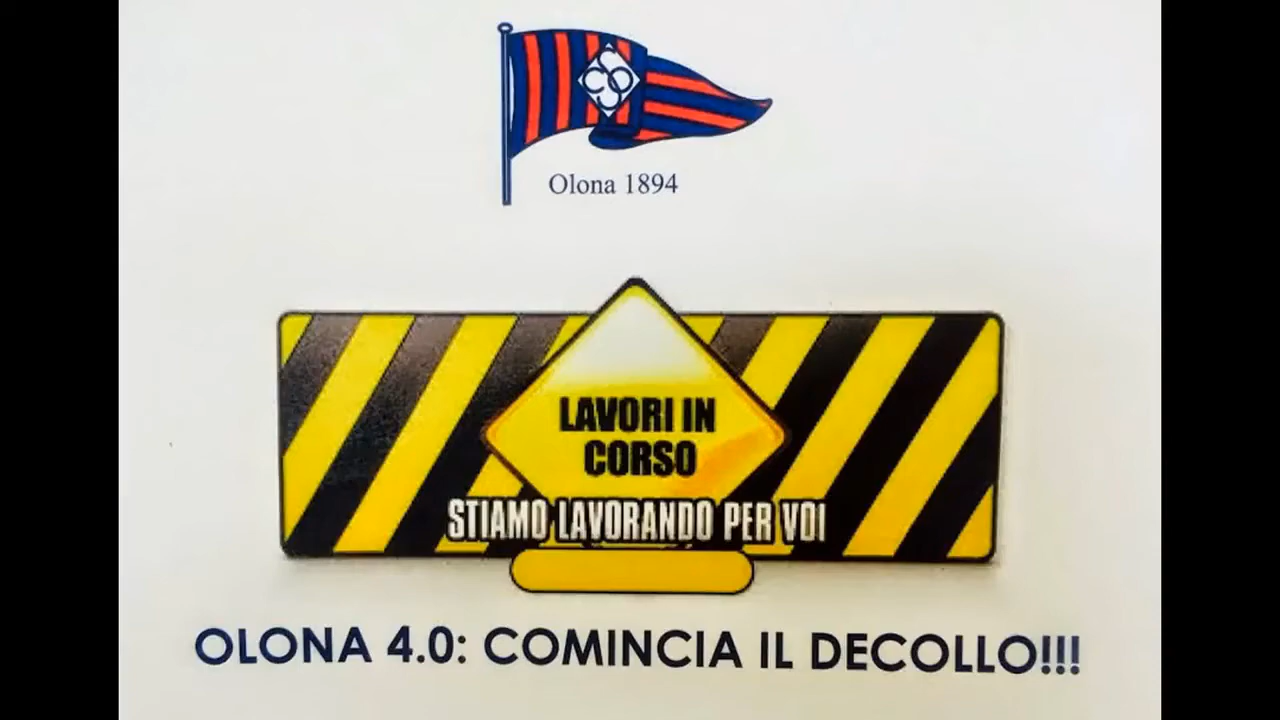 Olona 1894
LAVORI IN
CORSO
STIAMO LAVORANDO PER VOI
OLONA 4.0: COMINCIA IL DECOLLO!!!